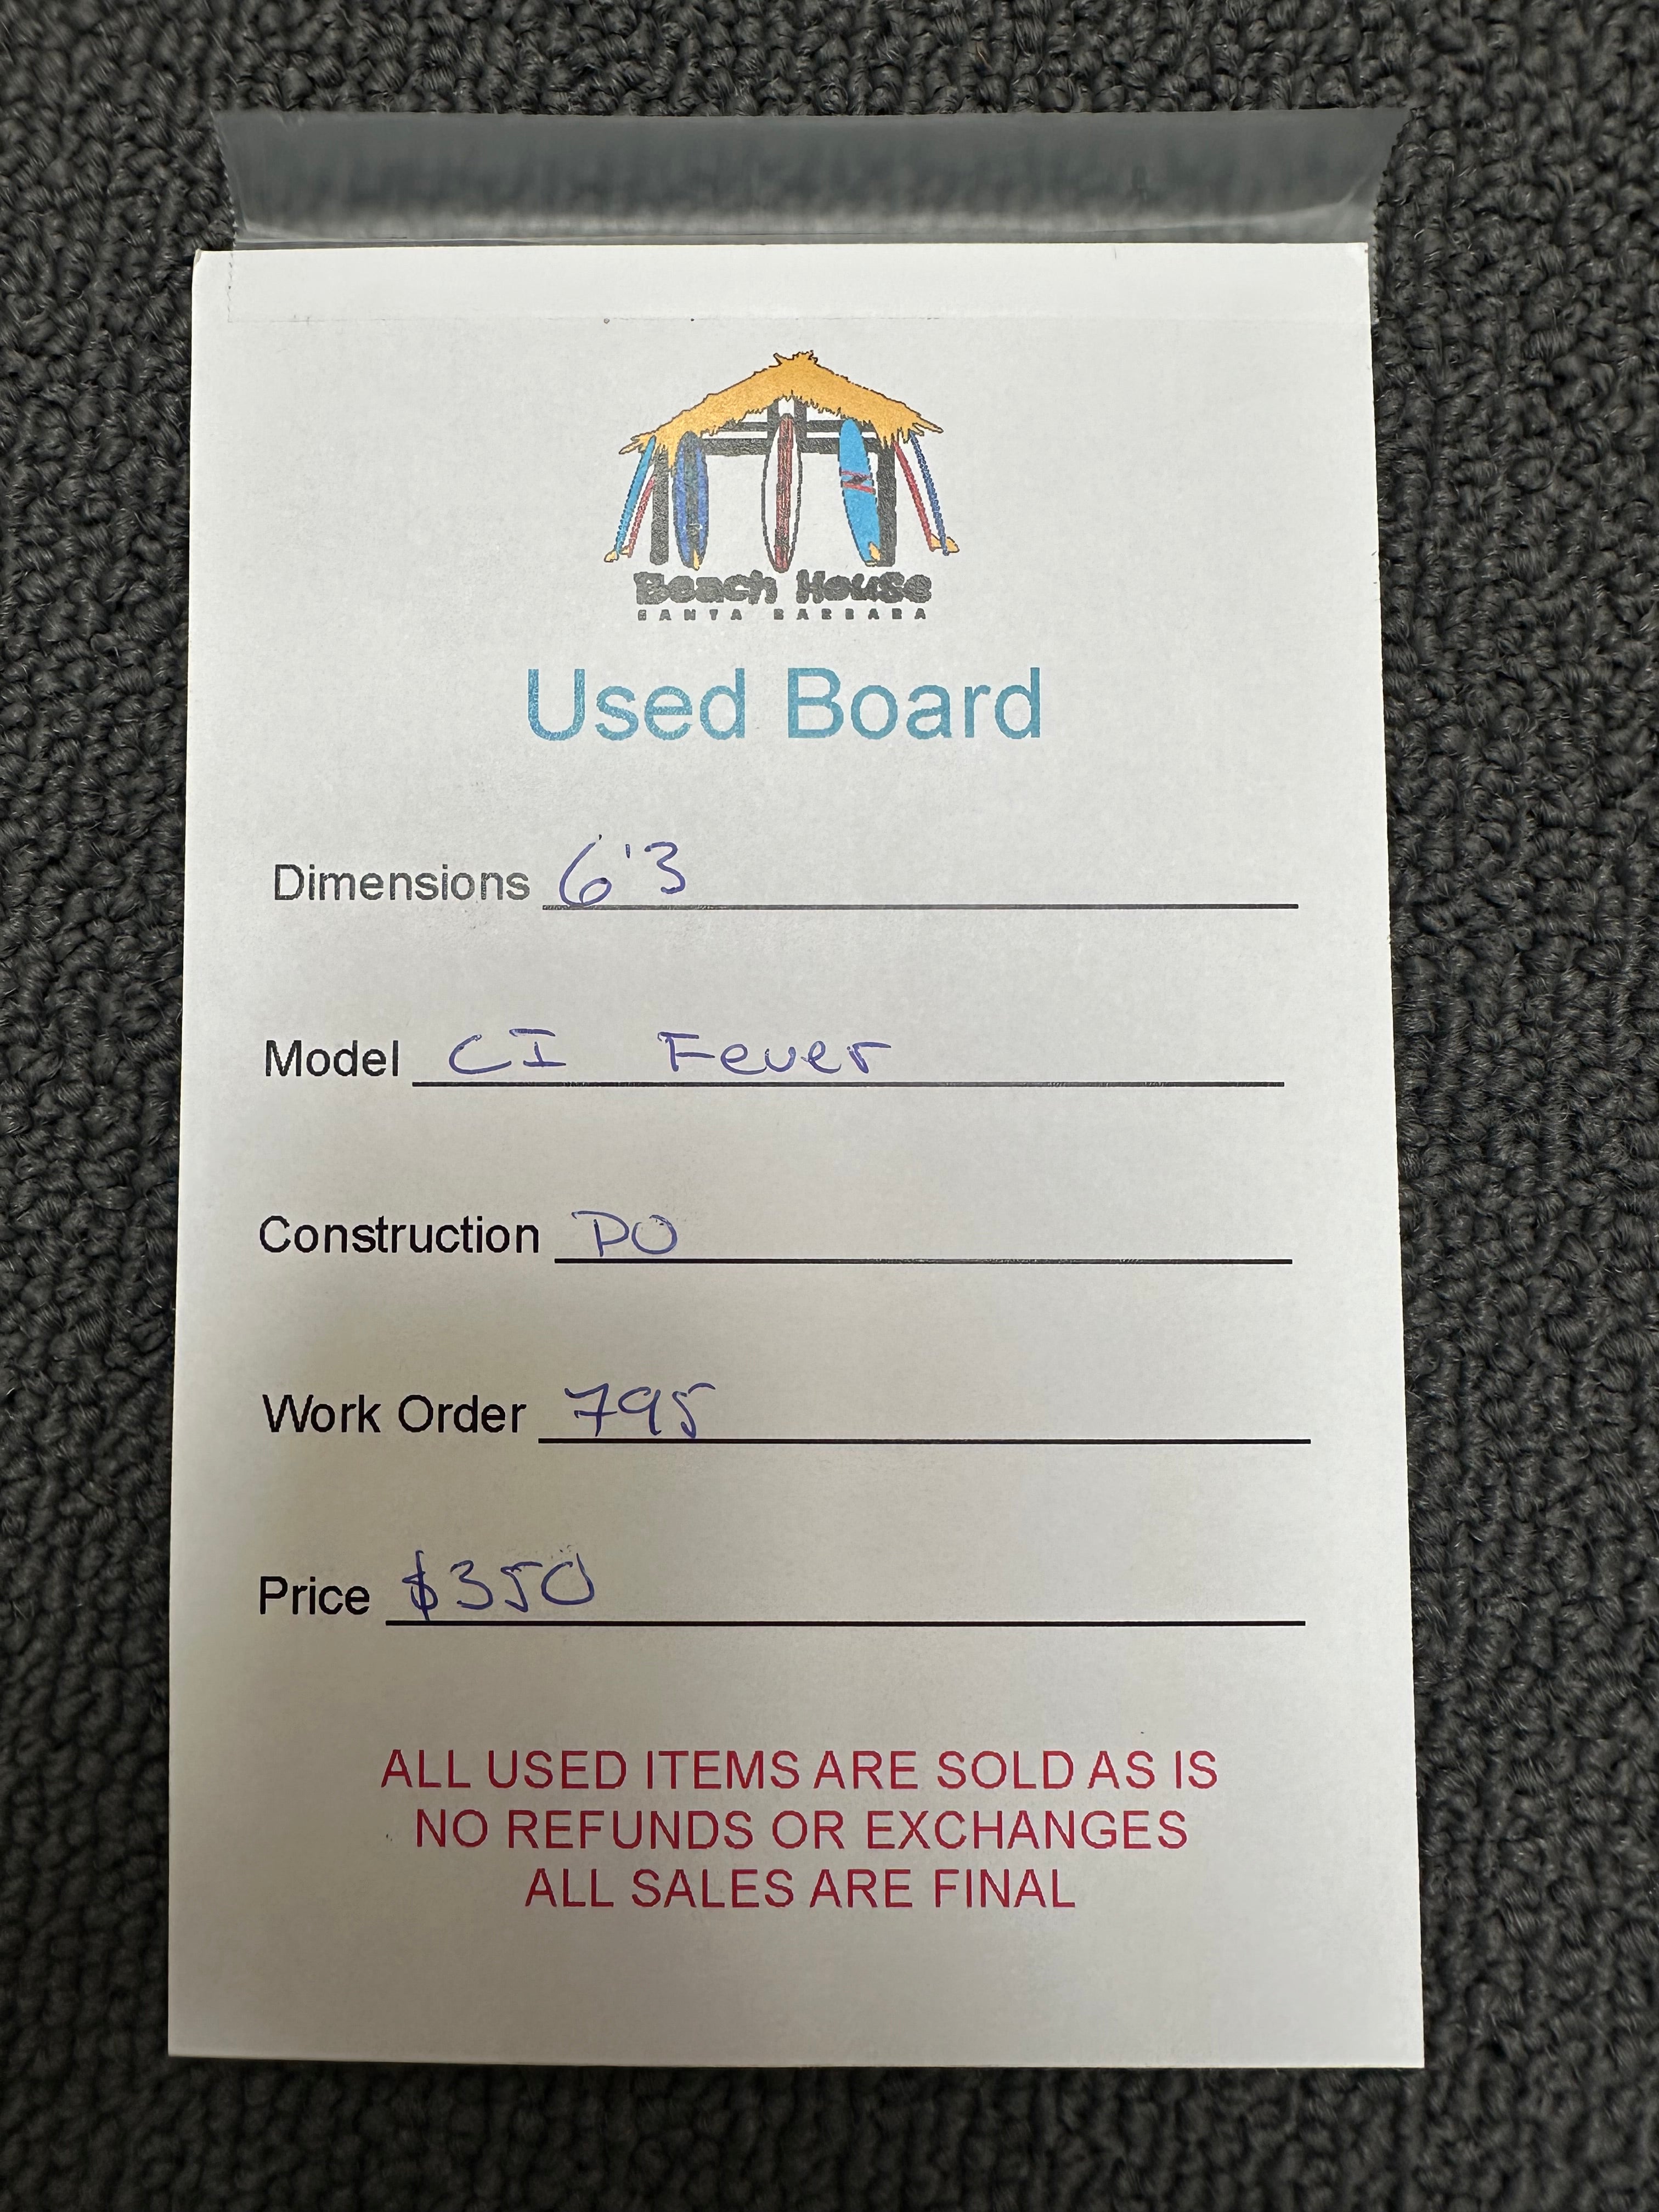 Beach House
SANTA BARBARA
Used Board
Dimensions 6'3
Model CI Fever
Construction PU
Work Order 795
Price $350
ALL USED ITEMS ARE SOLD AS IS
NO REFUNDS OR EXCHANGES
ALL SALES ARE FINAL